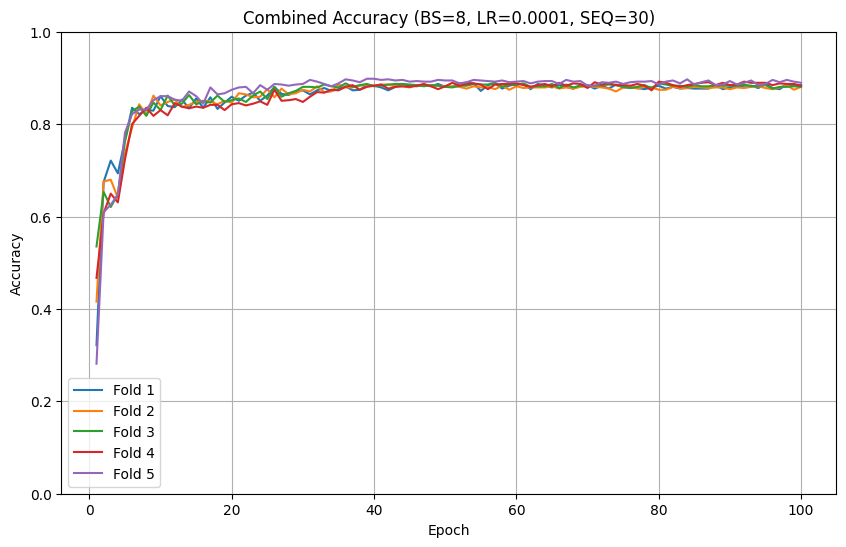 Combined Accuracy (BS=8, LR=0.0001, SEQ=30)
Accuracy
1.0
0.8
0.6
0.4
0.2
0.0
Fold 1
Fold 2
Fold 3
Fold 4
Fold 5
0 20 40 60 80 100
Epoch